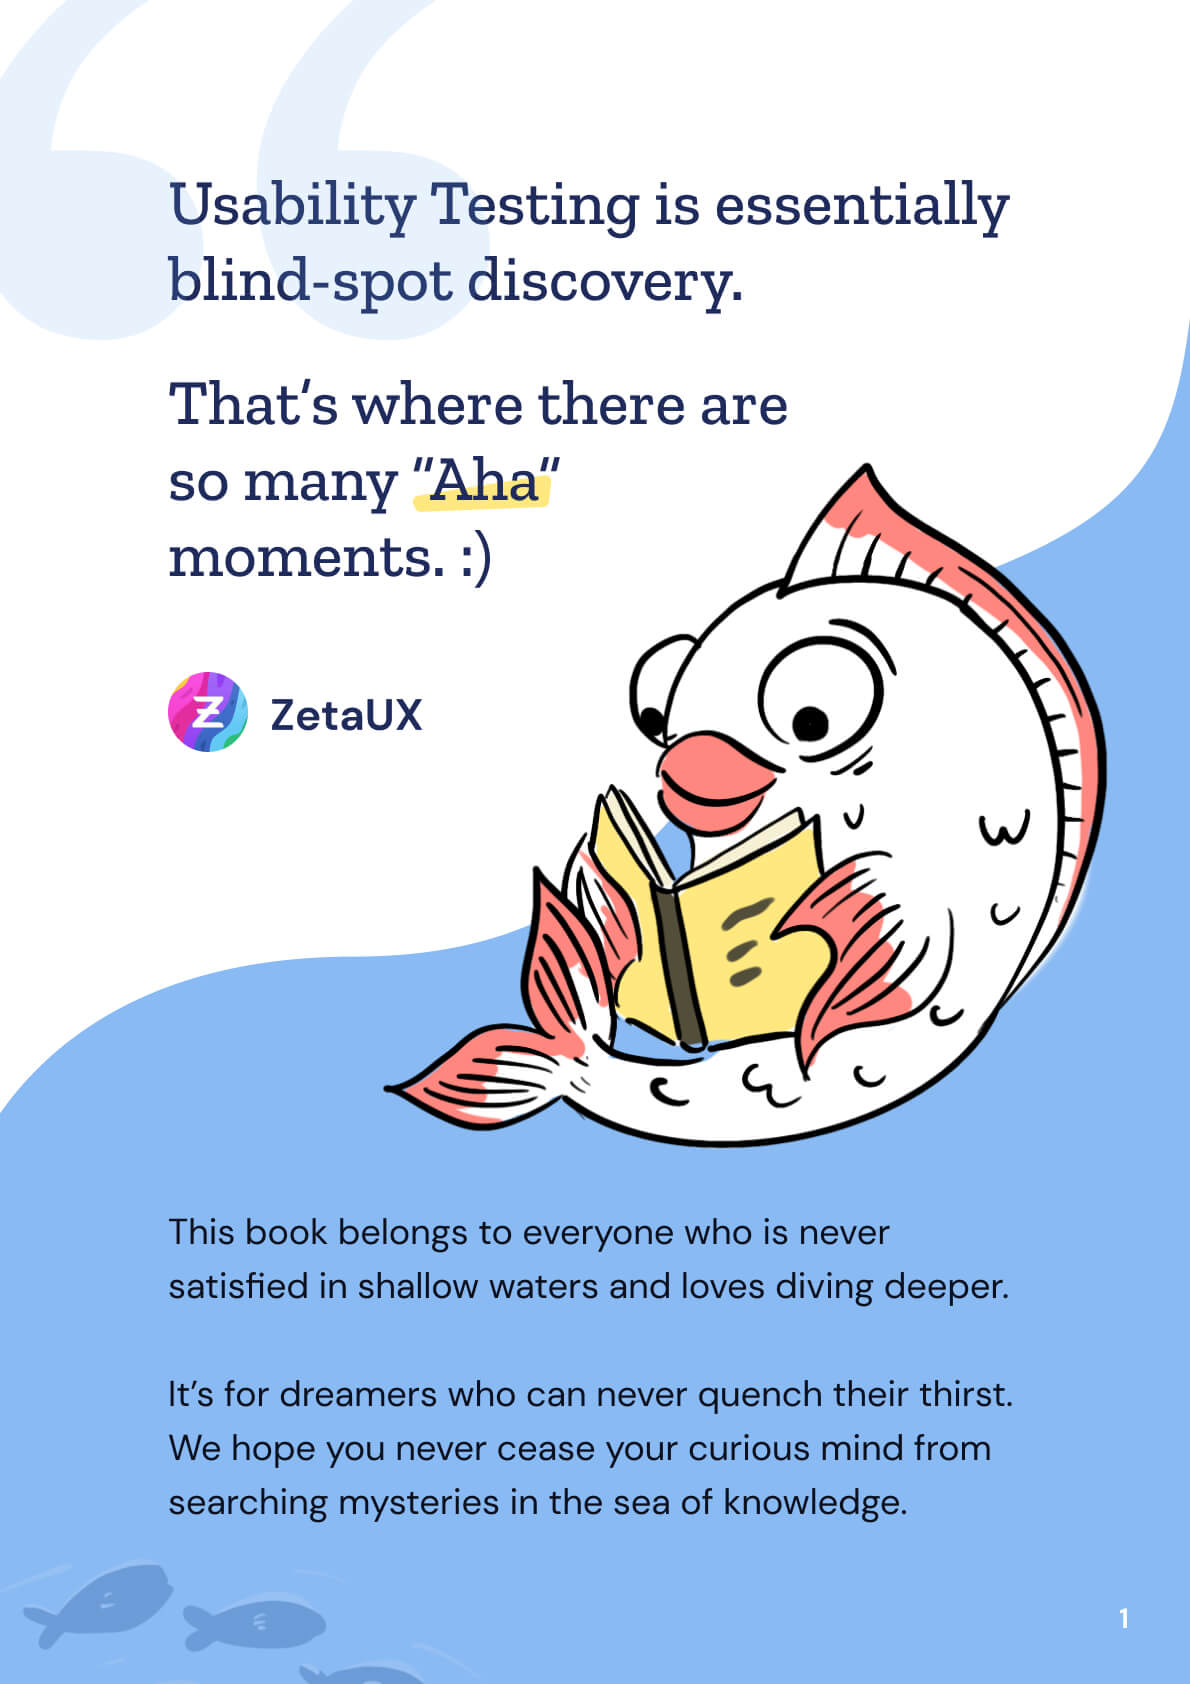 “
Usability Testing is essentially
blind-spot discovery.
That's where there are
so many "Aha"
moments. :)
Z ZetaUX
This book belongs to everyone who is never
satisfied in shallow waters and loves diving deeper.
It's for dreamers who can never quench their thirst.
We hope you never cease your curious mind from
searching mysteries in the sea of knowledge.
1